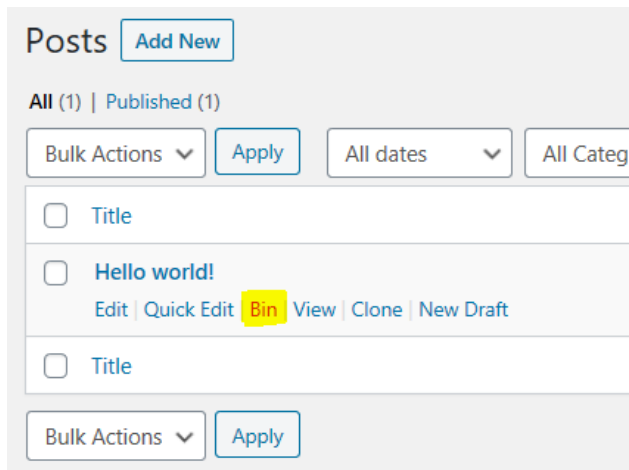 Posts Add New
All (1) | Published (1)
Bulk Actions Apply All dates All Categ
Title
Hello world!
Edit | Quick Edit | Bin | View | Clone | New Draft
Title
Bulk Actions Apply